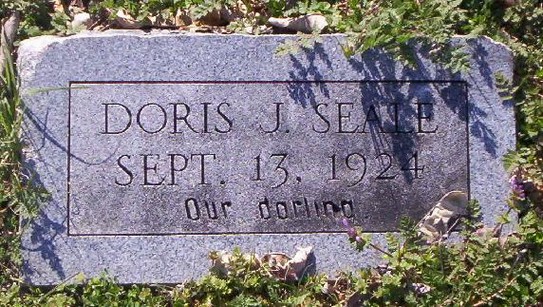 DORIS J. SEALE
SEPT. 13, 1924
Our darling